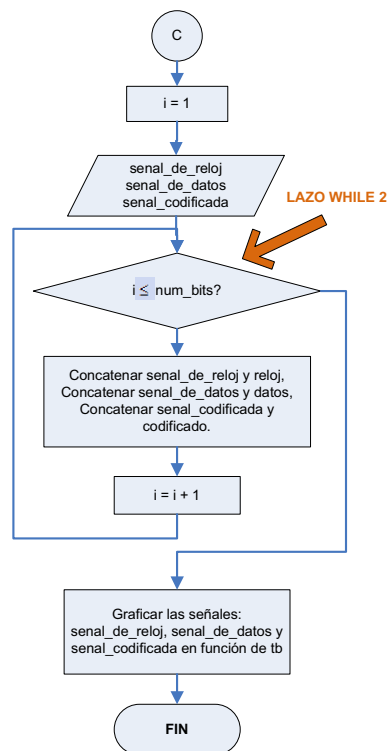 C
i = 1
senal_de_reloj
senal_de_datos
senal_codificada
LAZO WHILE 2
i ≤ num_bits?
Concatenar senal_de_reloj y reloj,
Concatenar senal_de_datos y datos,
Concatenar senal_codificada y
codificado.
i = i + 1
Graficar las señales:
senal_de_reloj, senal_de_datos y
senal_codificada en función de tb
FIN